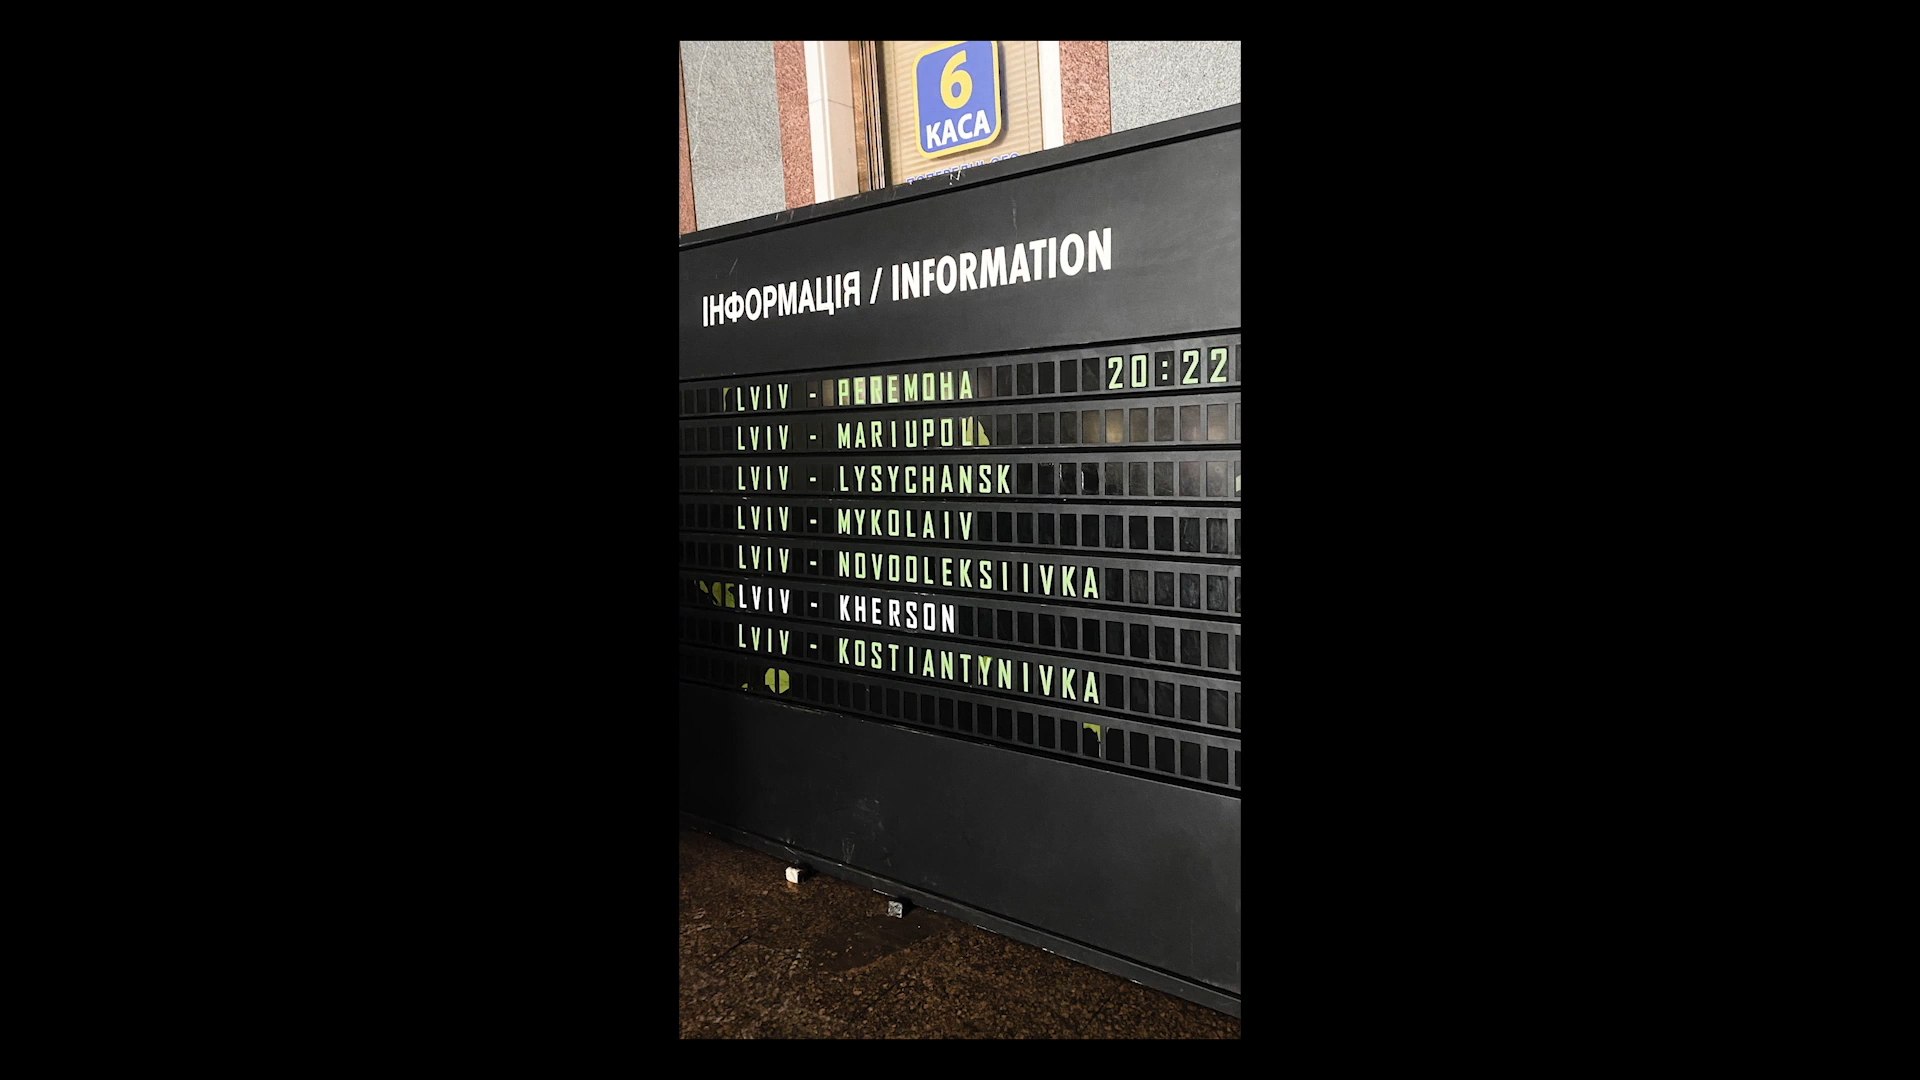 6
КАСА
ІНФОРМАЦІЯ / INFORMATION
20:22
LVIV - PEREMOHA
LVIV - MARIUPOL
LVIV - LYSYCHANSK
LVIV - MYKOLAIV
LVIV - NOVOOLEKSIIVKA
LVIV - KHERSON
LVIV - KOSTIANTYNIVKA